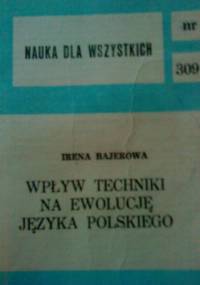 NAUKA DLA WSZYSTKICH
nr
309
IRENA BAJEROWA
WPŁYW TECHNIKI
NA EWOLUCJĘ
JĘZYKA POLSKIEGO